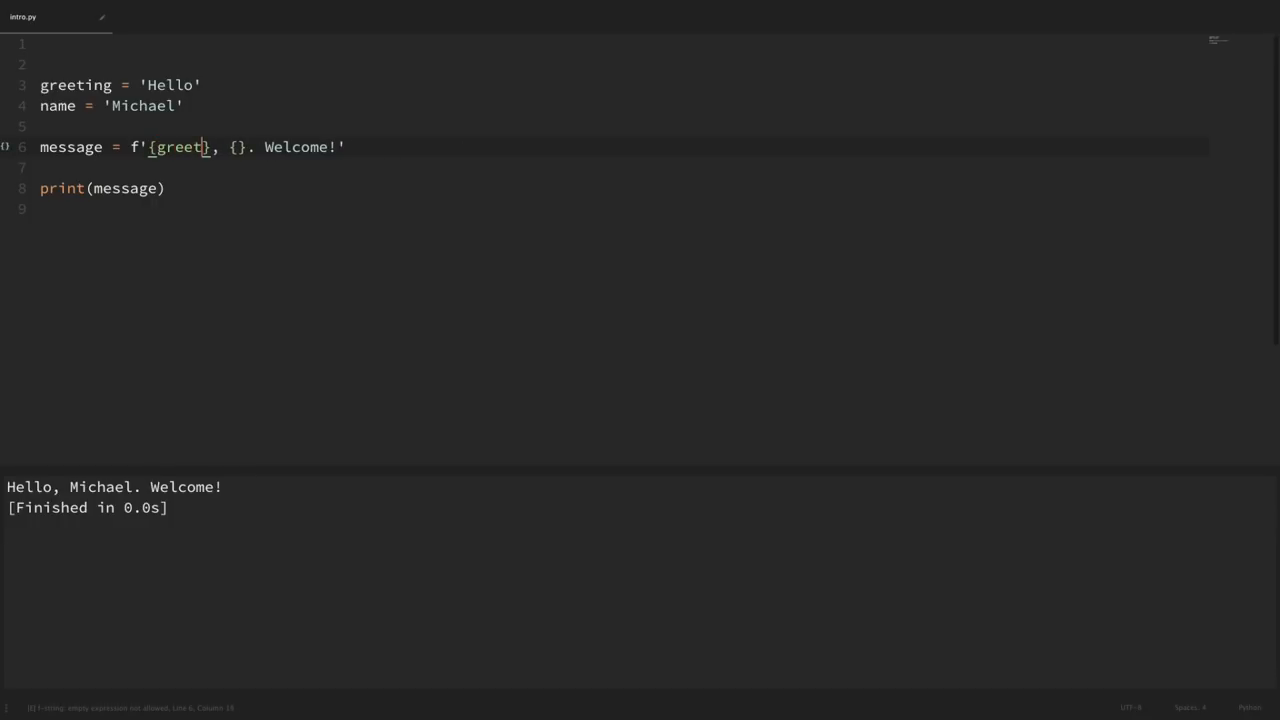 intro.py
1
2
3 greeting = 'Hello'
4 name = 'Michael'
5
{} 6 message = f'{greet}, {}. Welcome!'
7
8 print(message)
9
Hello, Michael. Welcome!
[Finished in 0.0s]
[E] f-string: empty expression not allowed, Line 6, Column 19 UTF-8 Spaces: 4 Python